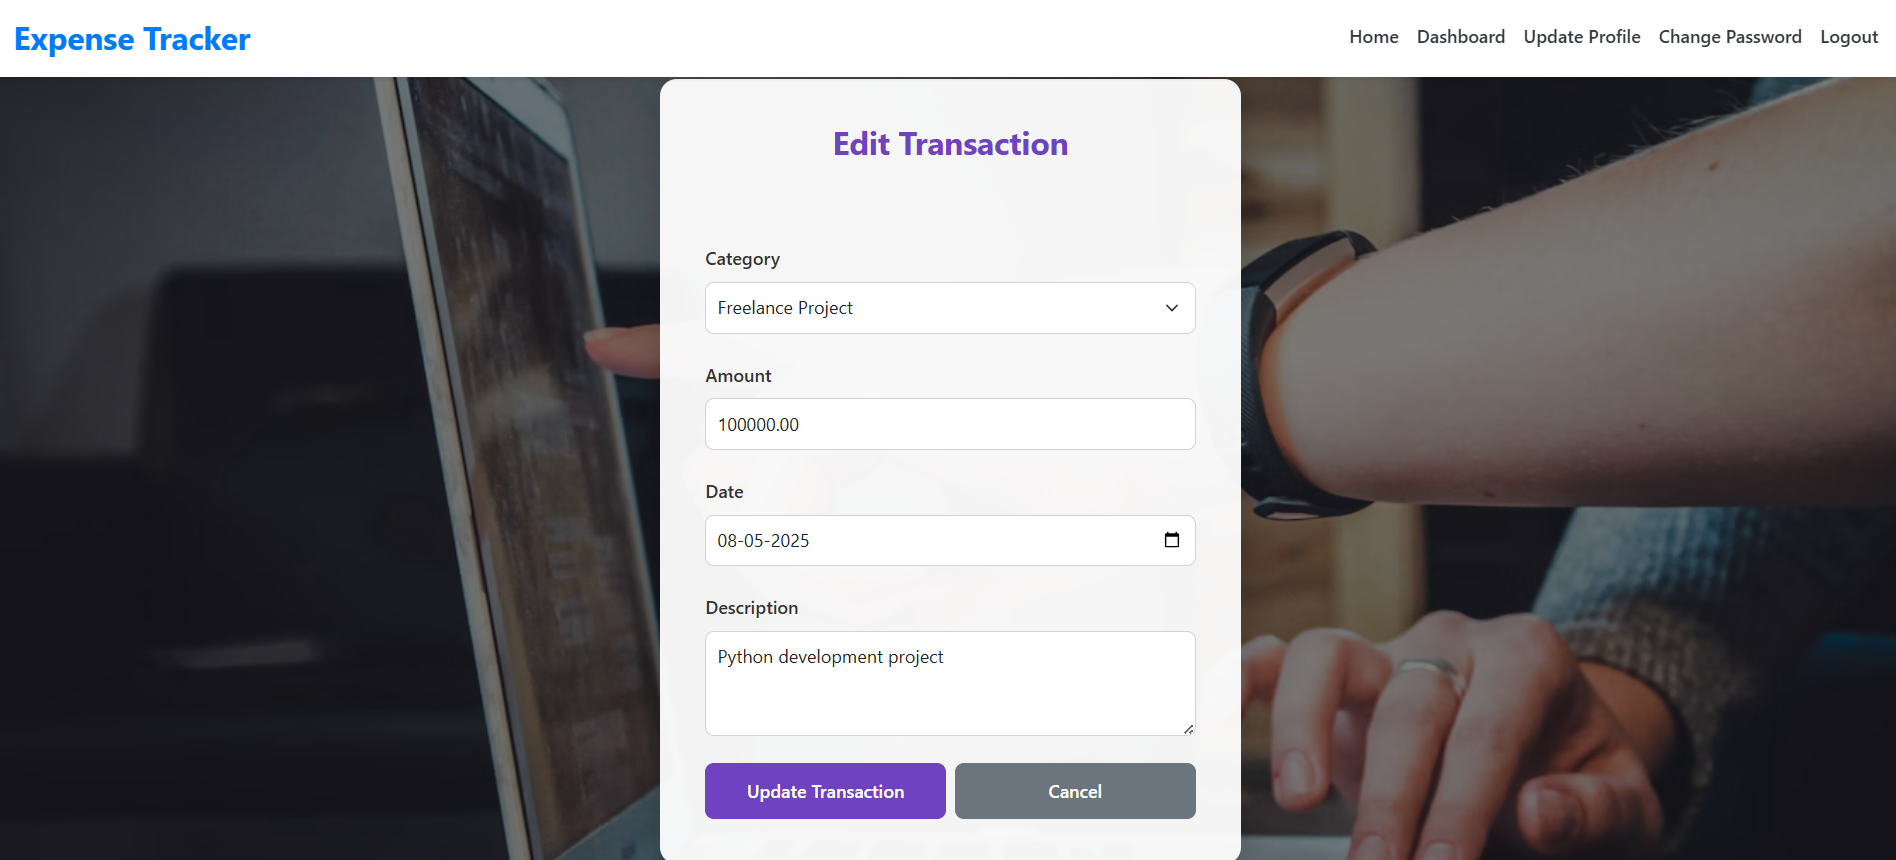 Expense Tracker
Home Dashboard Update Profile Change Password Logout
Edit Transaction
Category
Freelance Project
Amount
100000.00
Date
08-05-2025
Description
Python development project
Update Transaction Cancel